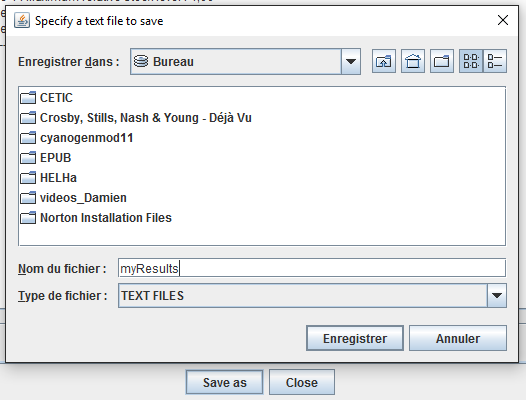 Specify a text file to save
Enregistrer dans :
Bureau
CETIC
Crosby, Stills, Nash & Young - Déjà Vu
cyanogenmod11
EPUB
HELHa
videos_Damien
Norton Installation Files
Nom du fichier :
myResults
Type de fichier :
TEXT FILES
Enregistrer
Annuler
Save as
Close